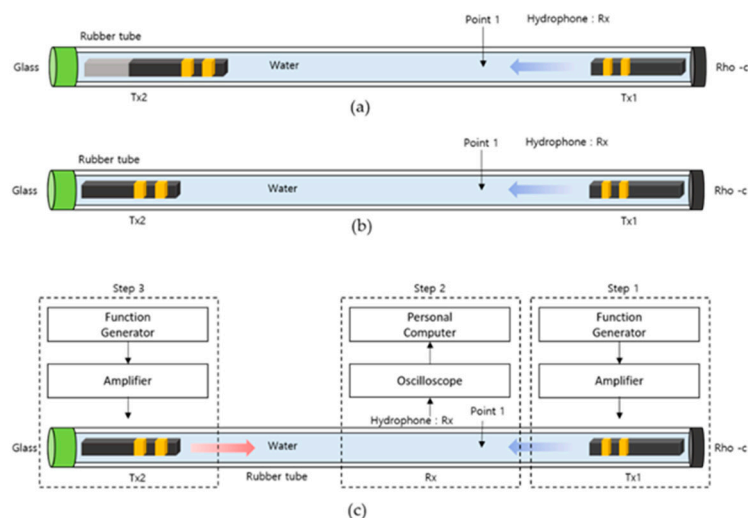 Point 1
Hydrophone : Rx
Rubber tube
Glass
Water
Rho -c
Tx2
Tx1
(a)
Point 1
Hydrophone : Rx
Rubber tube
Glass
Water
Rho -c
Tx2
Tx1
(b)
Step 3
Step 2
Step 1
Function
Generator
Personal
Computer
Function
Generator
Amplifier
Oscilloscope
Amplifier
Hydrophone : Rx
Point 1
Glass
Water
Rho -c
Tx2
Rubber tube
Rx
Tx1
(c)